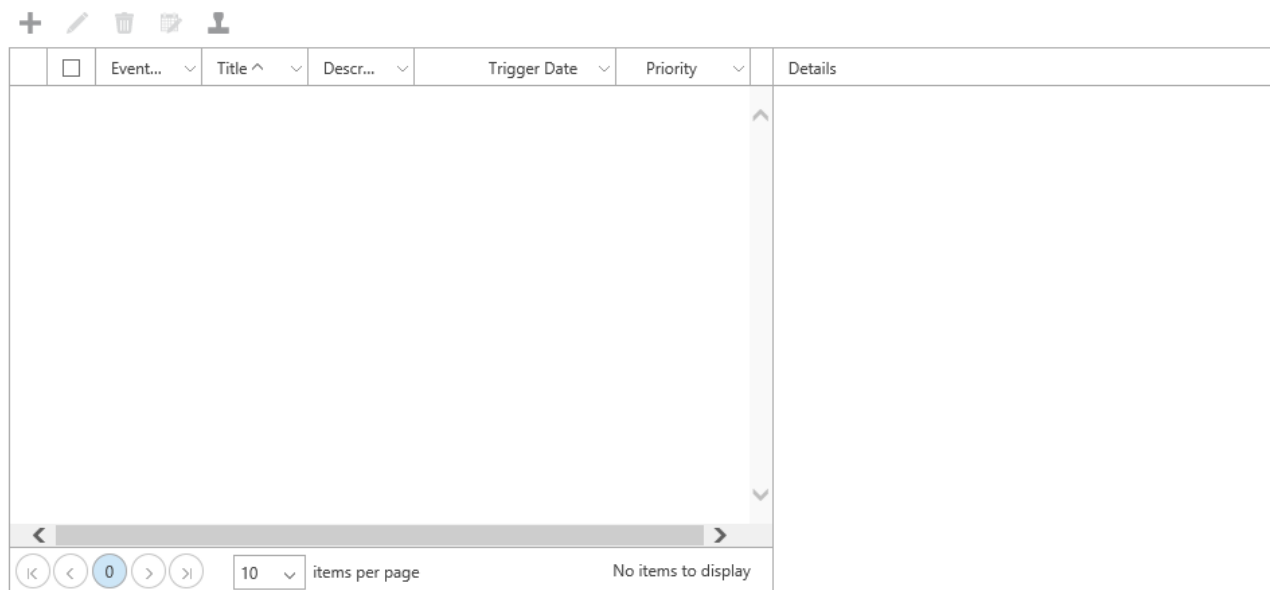 Event... Title Descr... Trigger Date Priority Details
0 10 items per page No items to display